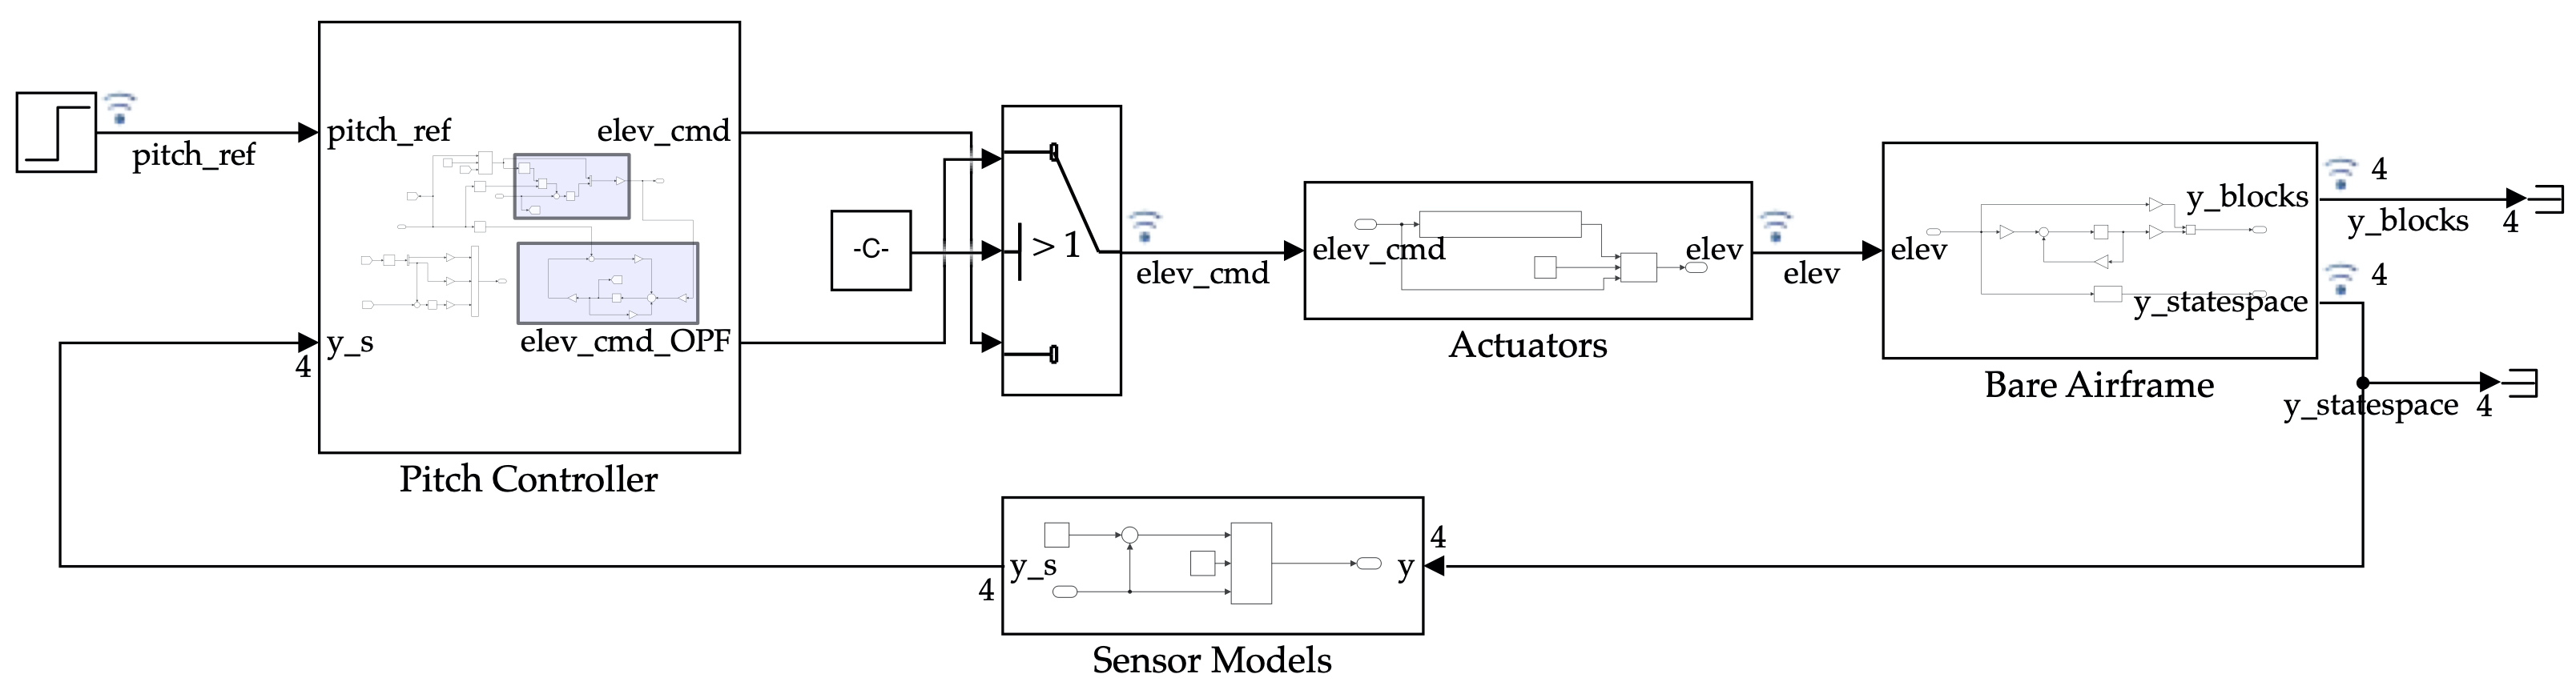 pitch_ref
pitch_ref
elev_cmd
y_s
4
elev_cmd_OPF
Pitch Controller
-C-
> 1
elev_cmd
elev_cmd
elev
Actuators
elev
elev
y_blocks
4
y_blocks
4
y_statespace
4
Bare Airframe
y_statespace
4
y_s
4
y
4
Sensor Models